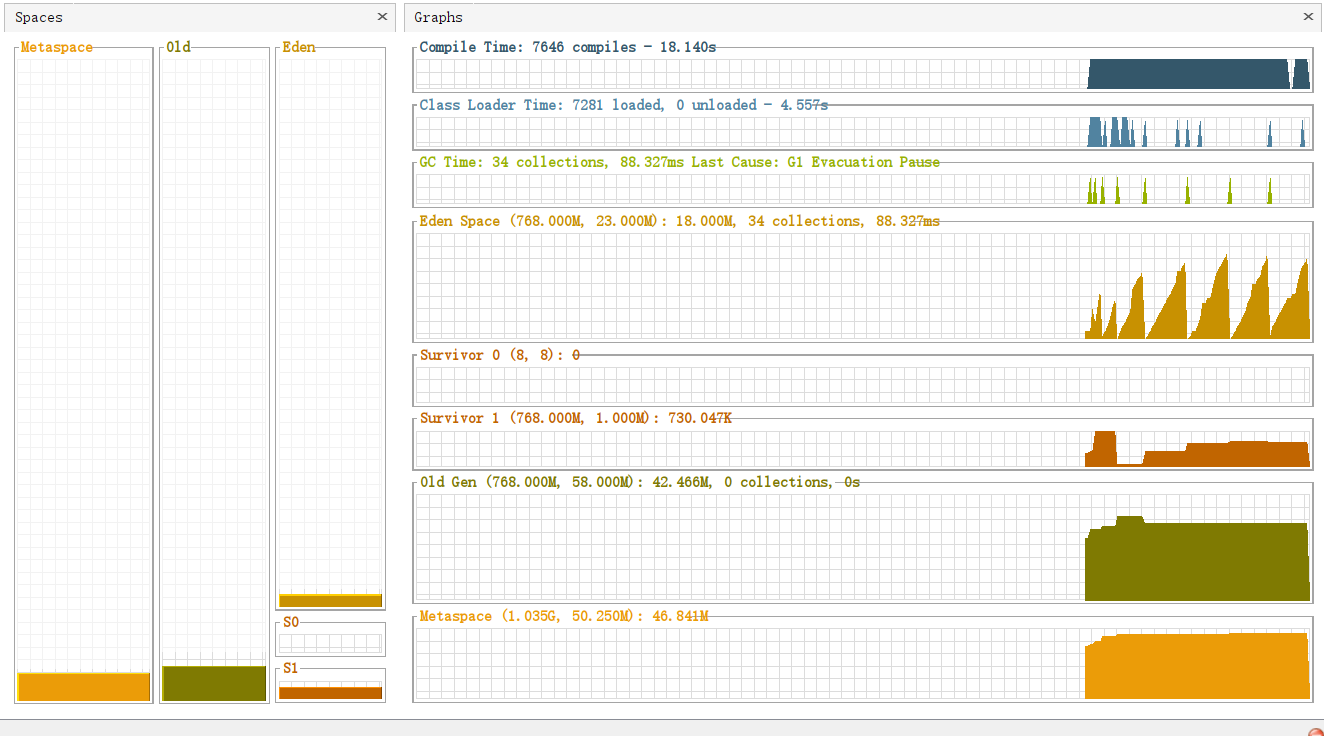 Spaces
Graphs
Metaspace
Old
Eden
S0
S1
Compile Time: 7646 compiles - 18.140s
Class Loader Time: 7281 loaded, 0 unloaded - 4.557s
GC Time: 34 collections, 88.327ms Last Cause: G1 Evacuation Pause
Eden Space (768.000M, 23.000M): 18.000M, 34 collections, 88.327ms
Survivor 0 (8, 8): 0
Survivor 1 (768.000M, 1.000M): 730.047K
Old Gen (768.000M, 58.000M): 42.466M, 0 collections, 0s
Metaspace (1.035G, 50.250M): 46.841M